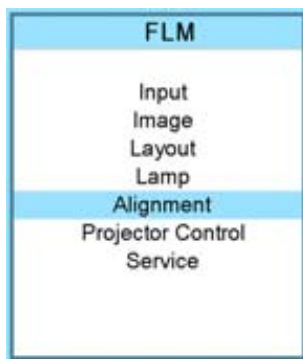 FLM
Input
Image
Layout
Lamp
Alignment
Projector Control
Service